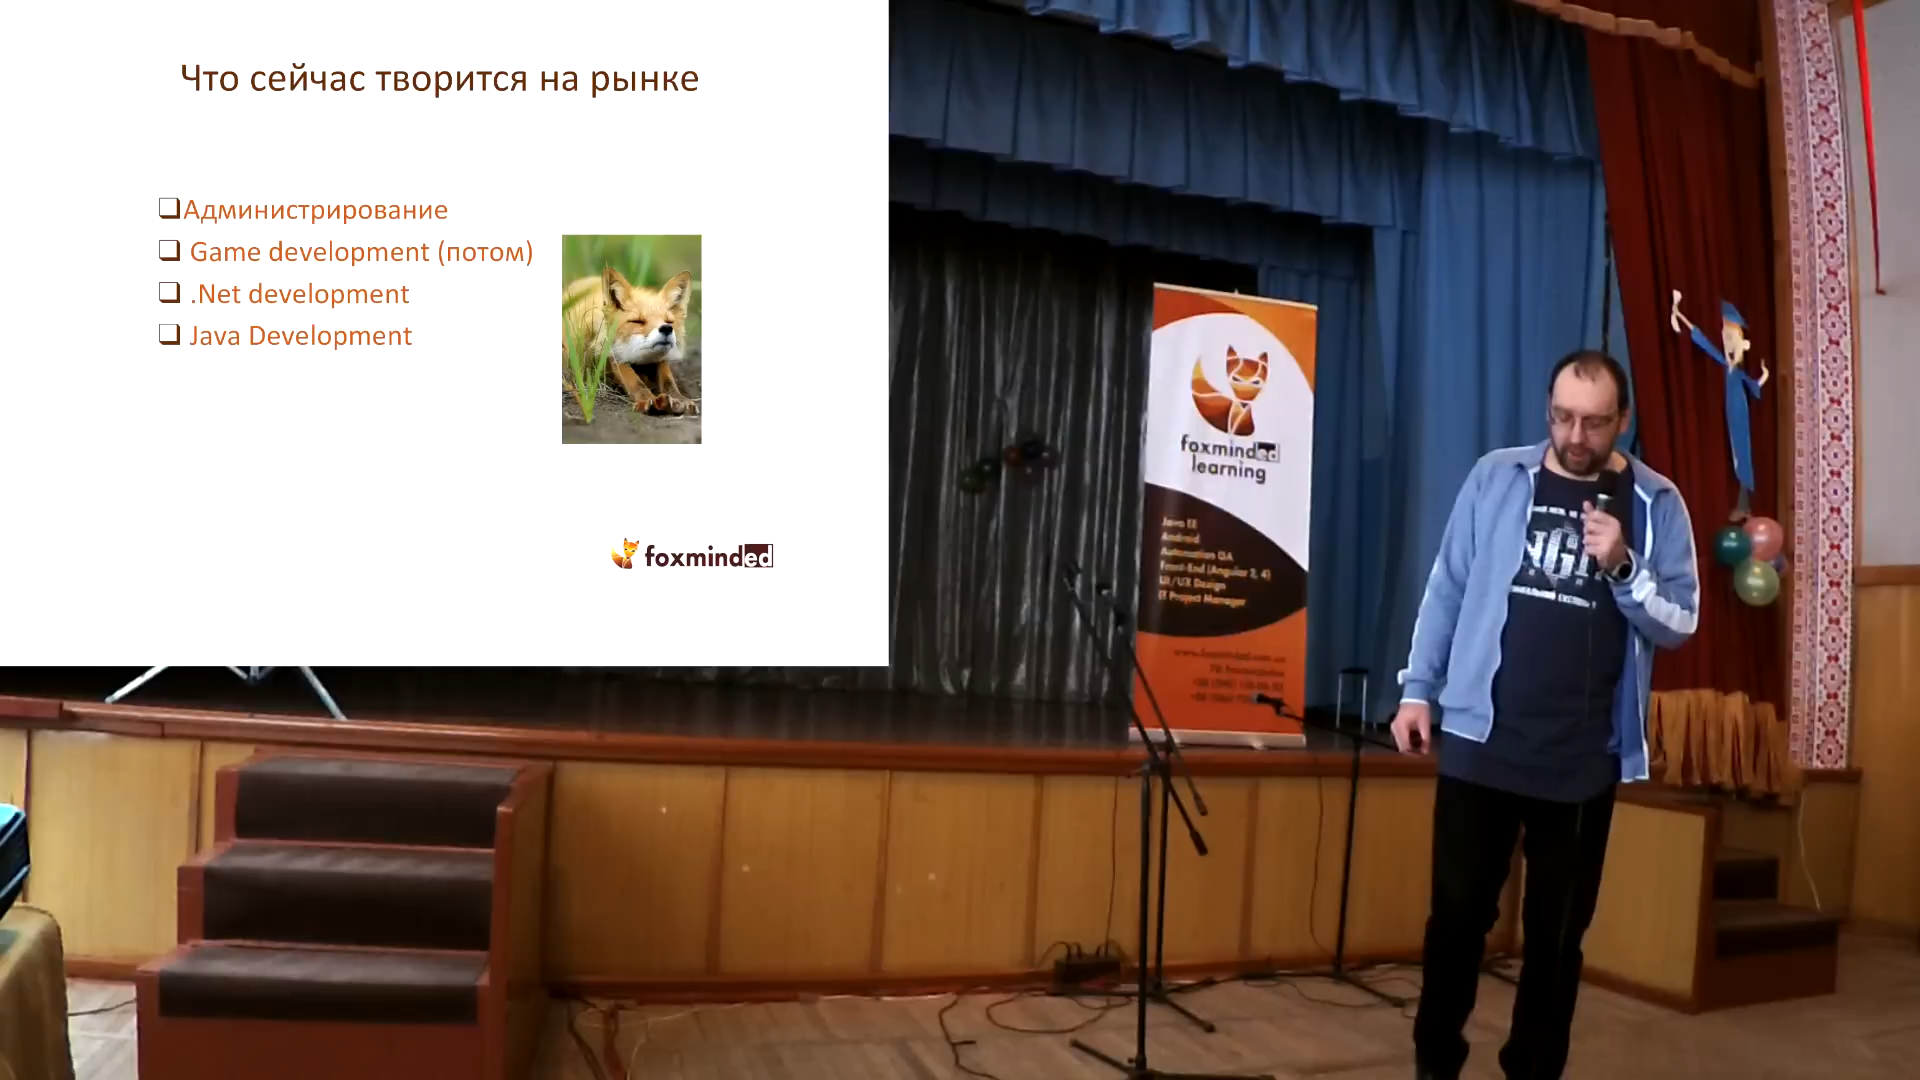 Что сейчас творится на рынке
Администрирование
Game development (потом)
.Net development
Java Development
foxminded
foxminded
learning
Java EE
Android
Automation QA
Front-End (Angular 2, 4)
UI/UX Design
IT Project Manager